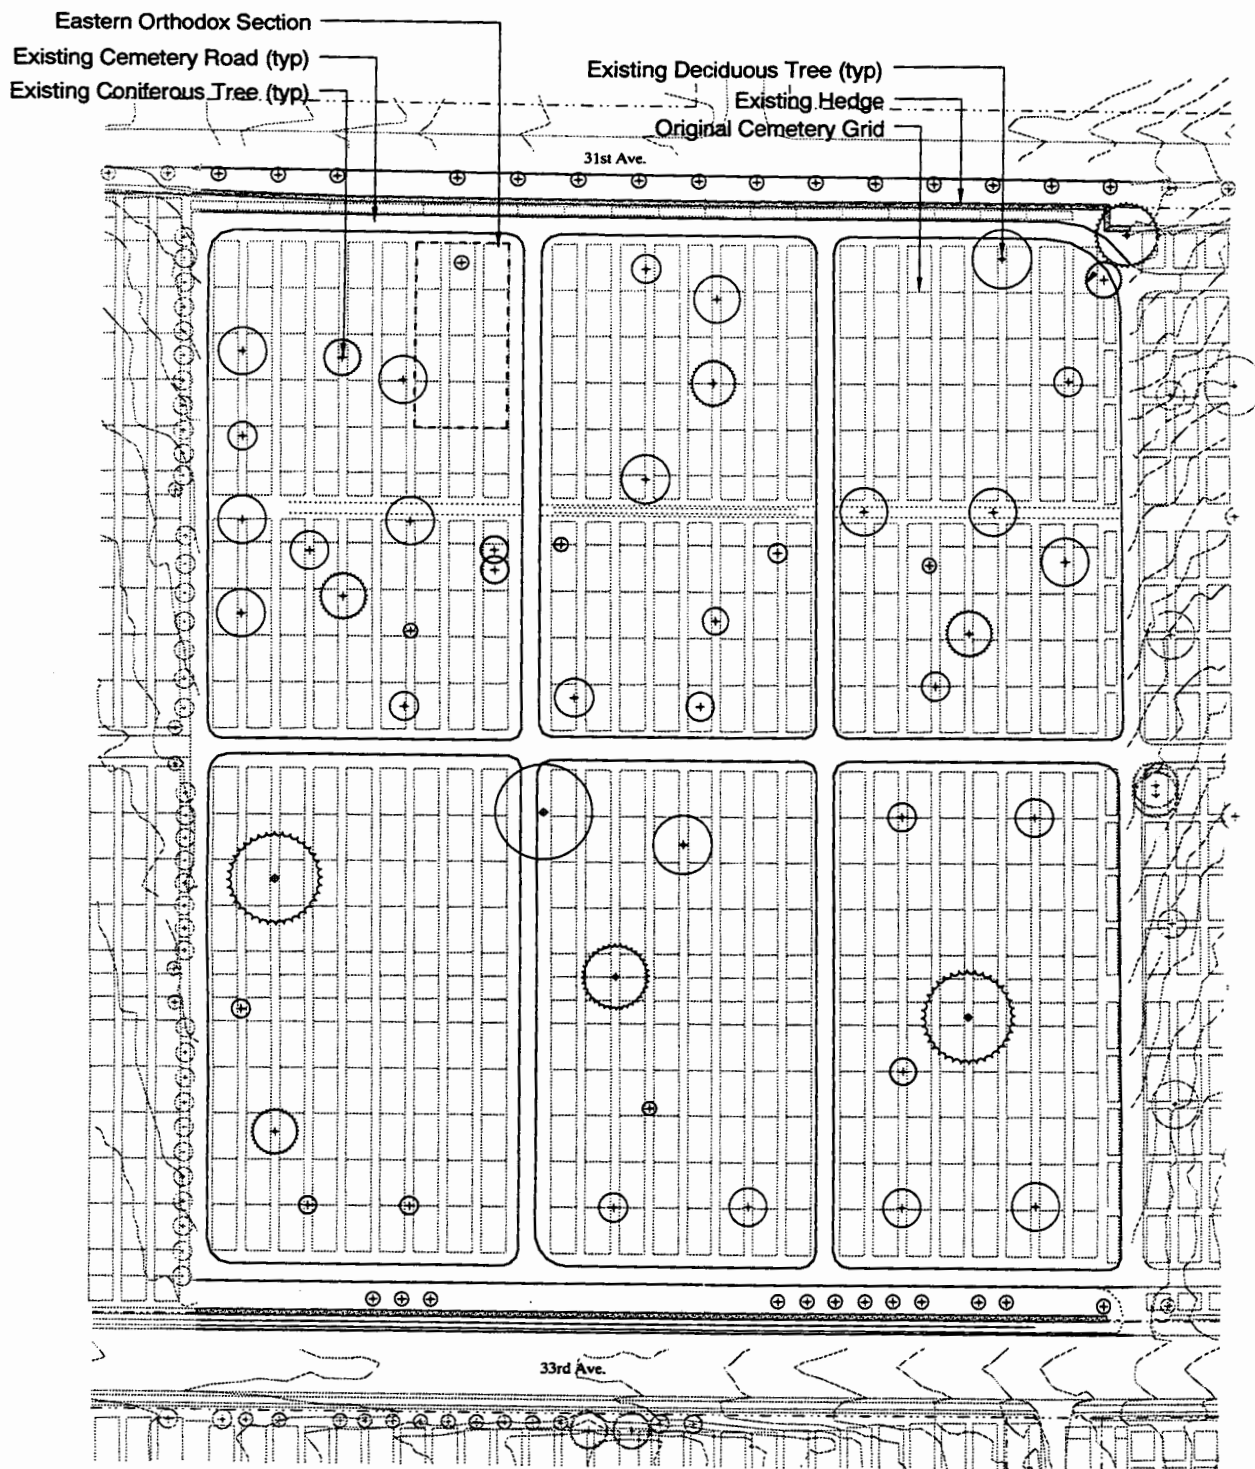 Eastern Orthodox Section
Existing Cemetery Road (typ)
Existing Coniferous Tree (typ)
Existing Deciduous Tree (typ)
Existing Hedge
Original Cemetery Grid
31st Ave.
33rd Ave.